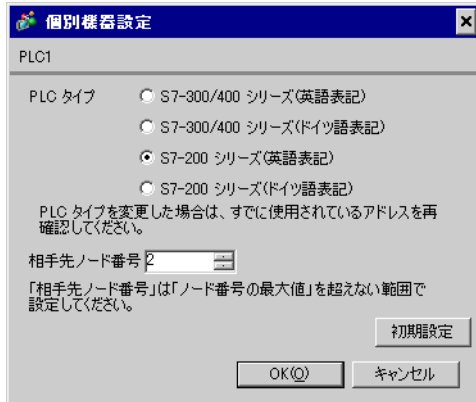 個別機器設定
PLC1
PLC タイプ
S7-300/400 シリーズ(英語表記)
S7-300/400 シリーズ(ドイツ語表記)
S7-200 シリーズ(英語表記)
S7-200 シリーズ(ドイツ語表記)
PLC タイプを変更した場合は、すでに使用されているアドレスを再
確認してください。
相手先ノード番号 2
「相手先ノード番号」は「ノード番号の最大値」を超えない範囲で
設定してください。
初期設定
OK(O) キャンセル